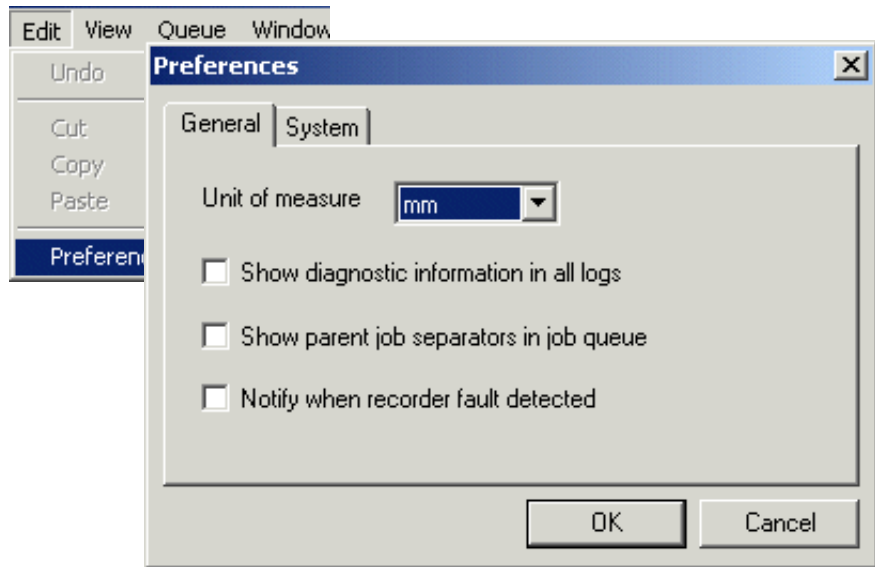 Edit View Queue Window
Undo
Cut
Copy
Paste
Preferen
Preferences
General System
Unit of measure mm
Show diagnostic information in all logs
Show parent job separators in job queue
Notify when recorder fault detected
OK Cancel